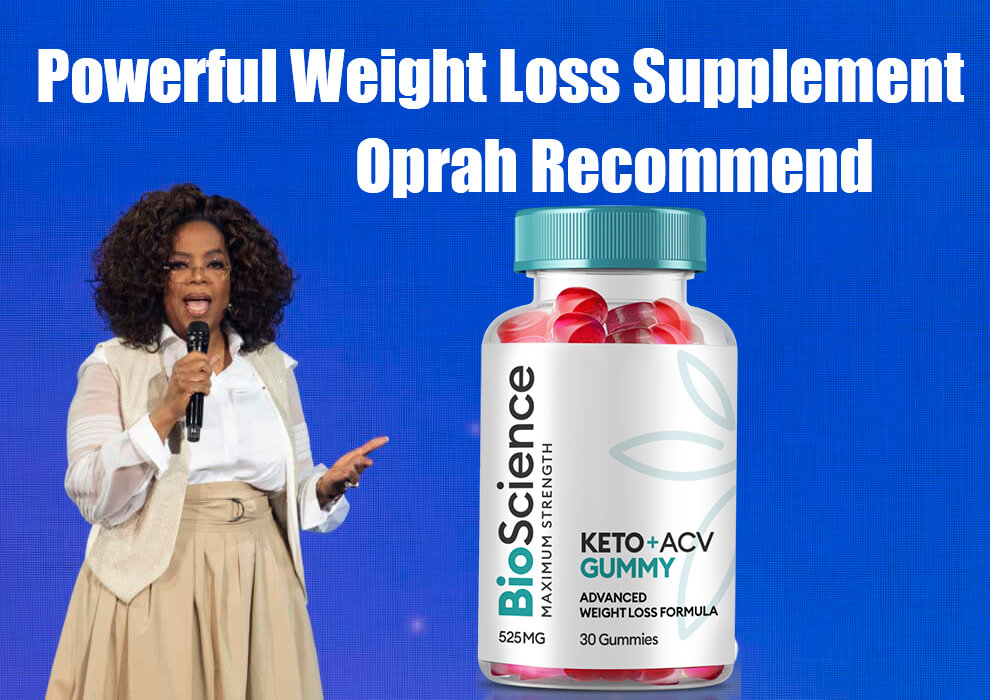 Powerful Weight Loss Supplement
Oprah Recommend
BioScience
MAXIMUM STRENGTH
525MG
KETO+ACV
GUMMY
ADVANCED
WEIGHT LOSS FORMULA
30 Gummies